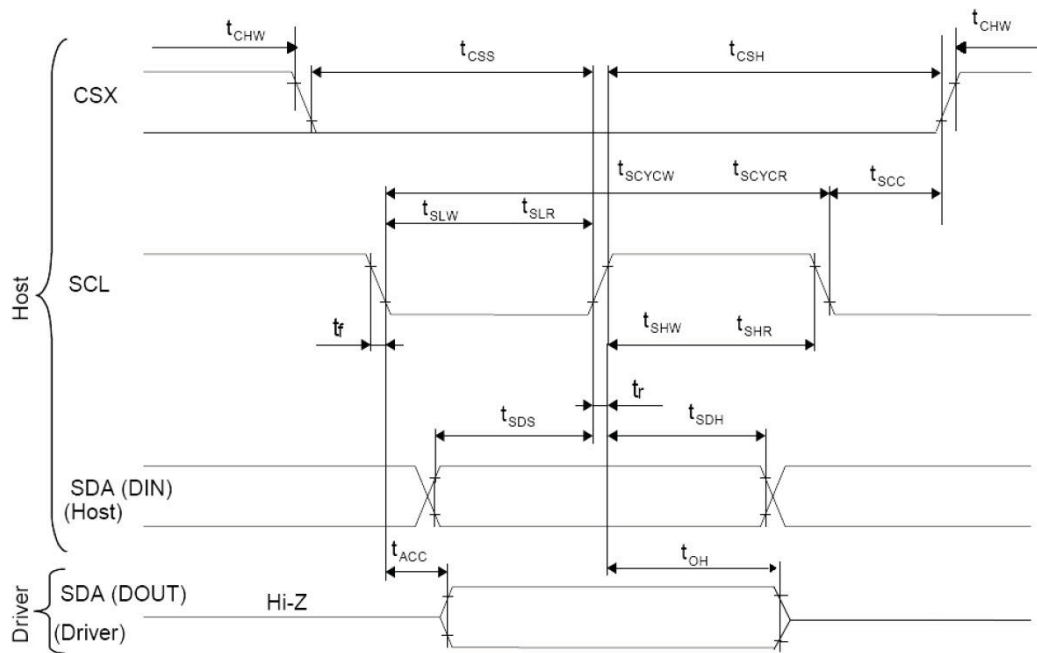 tCHW
tCSS
tCSH
tCHW
CSX
tSCYCW
tSCYCR
tSCC
tSLW
tSLR
Host
SCL
tf
tSHW
tSHR
tr
tSDS
tSDH
SDA (DIN)
(Host)
tACC
tOH
Driver
SDA (DOUT)
Hi-Z
(Driver)